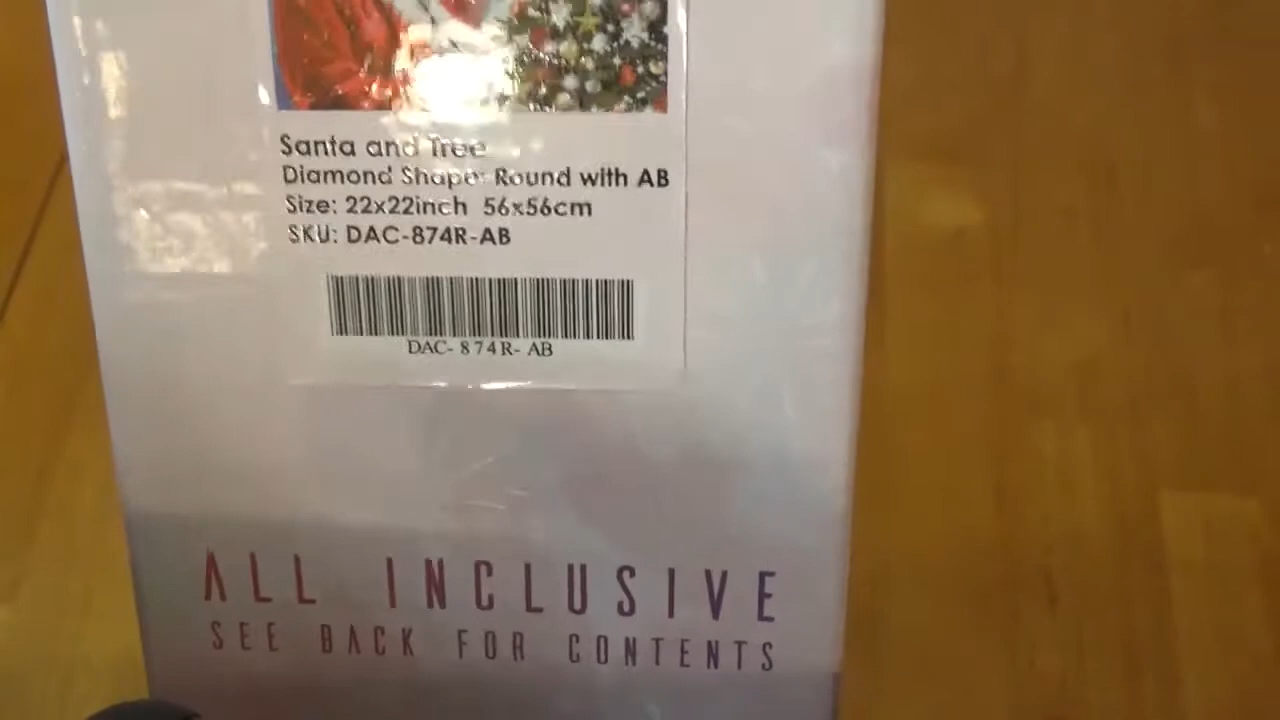 Santa and Tree
Diamond Shape: Round with AB
Size: 22x22inch 56x56cm
SKU: DAC-874R-AB
DAC- 874R- AB
ALL INCLUSIVE
SEE BACK FOR CONTENTS